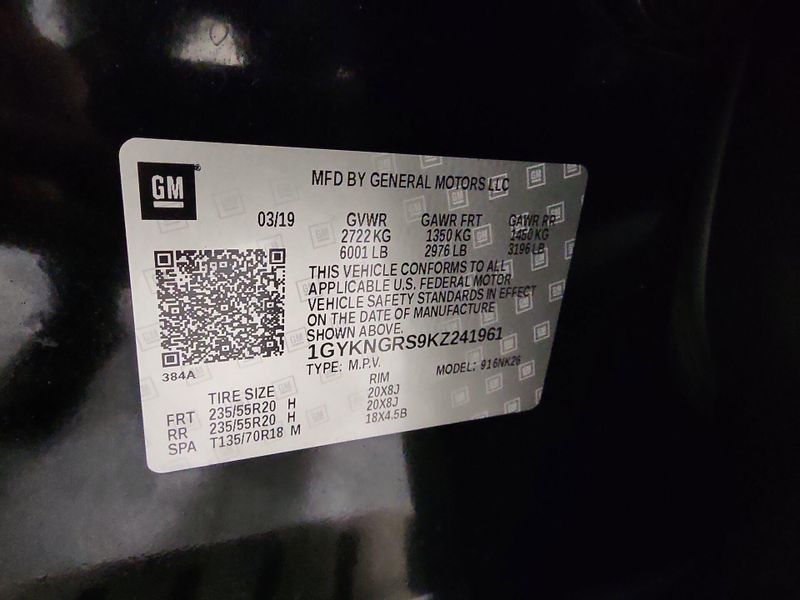 GM
MFD BY GENERAL MOTORS LLC
03/19 GVWR GAWR FRT GAWR RR
2722 KG 1350 KG 1450 KG
6001 LB 2976 LB 3196 LB
THIS VEHICLE CONFORMS TO ALL
APPLICABLE U.S. FEDERAL MOTOR
VEHICLE SAFETY STANDARDS IN EFFECT
ON THE DATE OF MANUFACTURE
SHOWN ABOVE.
1GYKNGRS9KZ241961
TYPE: M.P.V. MODEL: 916NK26
384A
TIRE SIZE RIM
FRT 235/55R20 H 20X8J
RR 235/55R20 H 20X8J
SPA T135/70R18 M 18X4.5B